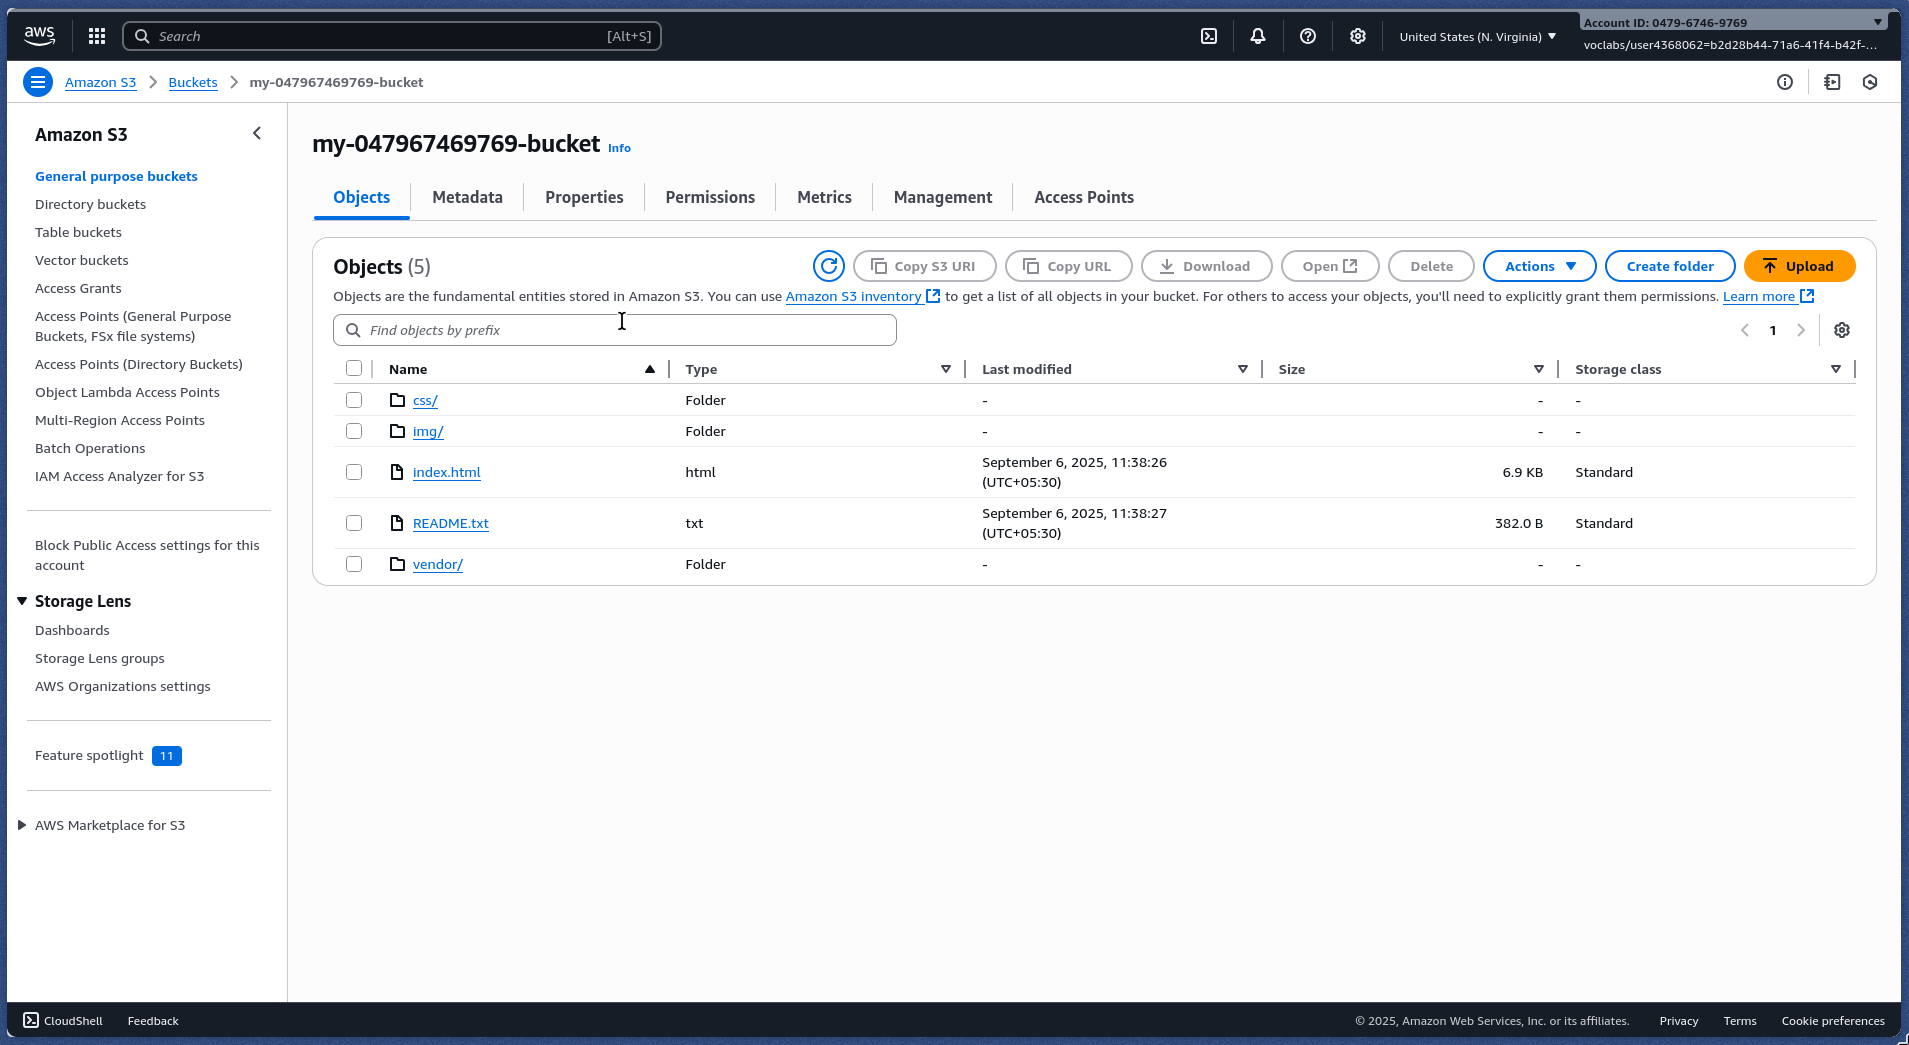 aws
Search [Alt+S]
United States (N. Virginia)
Account ID: 0479-6746-9769
voclabs/user4368062=b2d28b44-71a6-41f4-b42f-...
Amazon S3 Buckets my-047967469769-bucket
Amazon S3
General purpose buckets
Directory buckets
Table buckets
Vector buckets
Access Grants
Access Points (General Purpose
Buckets, FSx file systems)
Access Points (Directory Buckets)
Object Lambda Access Points
Multi-Region Access Points
Batch Operations
IAM Access Analyzer for S3
Block Public Access settings for this
account
Storage Lens
Dashboards
Storage Lens groups
AWS Organizations settings
Feature spotlight 11
AWS Marketplace for S3
my-047967469769-bucket Info
Objects Metadata Properties Permissions Metrics Management Access Points
Objects (5)
Copy S3 URI Copy URL Download Open Delete Actions Create folder Upload
Objects are the fundamental entities stored in Amazon S3. You can use Amazon S3 inventory to get a list of all objects in your bucket. For others to access your objects, you'll need to explicitly grant them permissions. Learn more
Find objects by prefix
1
Name Type Last modified Size Storage class
css/ Folder - - -
img/ Folder - - -
index.html html September 6, 2025, 11:38:26 (UTC+05:30) 6.9 KB Standard
README.txt txt September 6, 2025, 11:38:27 (UTC+05:30) 382.0 B Standard
vendor/ Folder - - -
CloudShell Feedback
© 2025, Amazon Web Services, Inc. or its affiliates. Privacy Terms Cookie preferences